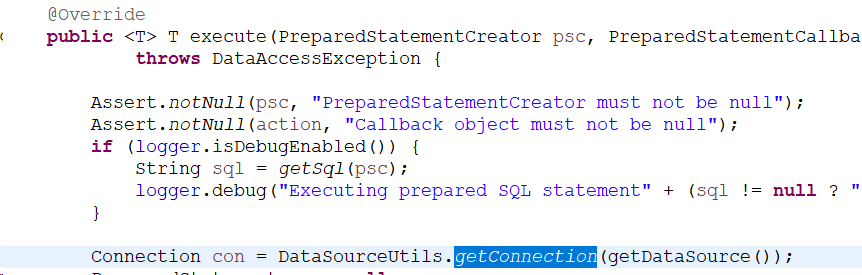 @Override
public <T> T execute(PreparedStatementCreator psc, PreparedStatementCallba
throws DataAccessException {
Assert.notNull(psc, "PreparedStatementCreator must not be null");
Assert.notNull(action, "Callback object must not be null");
if (logger.isDebugEnabled()) {
String sql = getSql(psc);
logger.debug("Executing prepared SQL statement" + (sql != null ? "
}
Connection con = DataSourceUtils.getConnection(getDataSource());